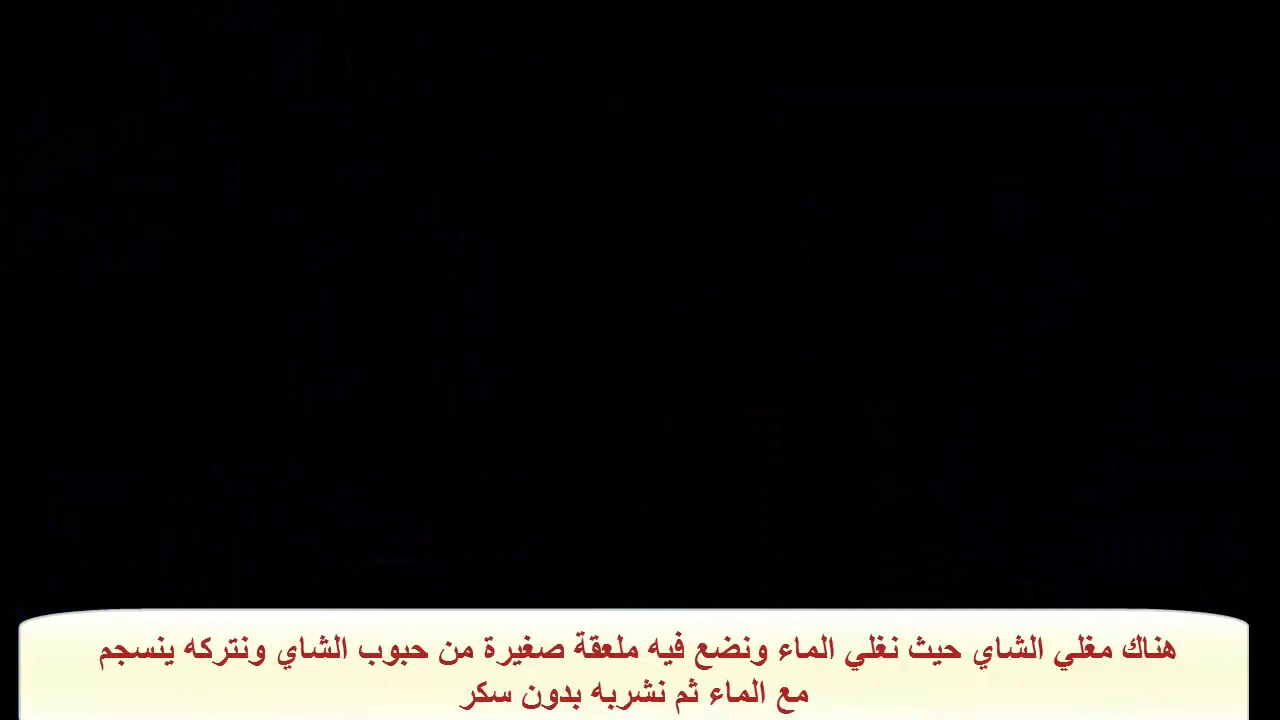 هناك مغلي الشاي حيث نغلي الماء ونضع فيه ملعقة صغيرة من حبوب الشاي ونتركه ينسجم
مع الماء ثم نشربه بدون سكر